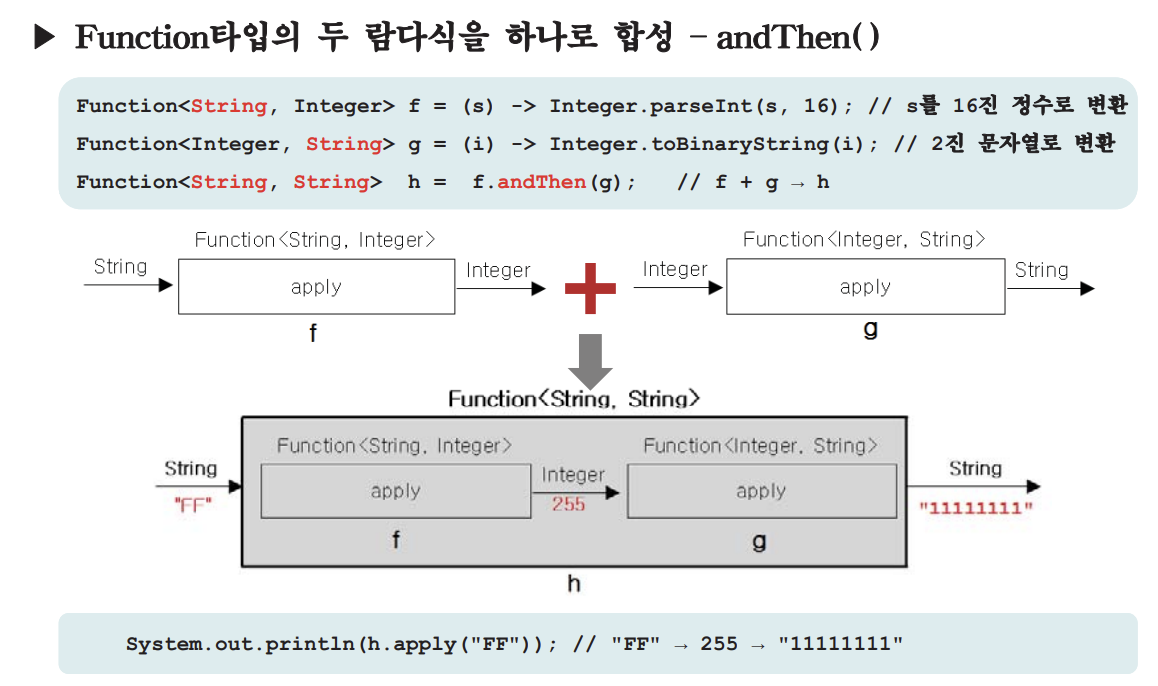 ▶ Function타입의 두 람다식을 하나로 합성 – andThen()
Function<String, Integer> f = (s) -> Integer.parseInt(s, 16); // s를 16진 정수로 변환
Function<Integer, String> g = (i) -> Integer.toBinaryString(i); // 2진 문자열로 변환
Function<String, String> h = f.andThen(g); // f + g → h
Function<String, Integer>
String
apply
Integer
f
Function<Integer, String>
Integer
apply
String
g
Function<String, String>
Function<String, Integer>
Function<Integer, String>
String
"FF"
apply
Integer
255
apply
String
"11111111"
f
g
h
System.out.println(h.apply("FF")); // "FF" → 255 → "11111111"